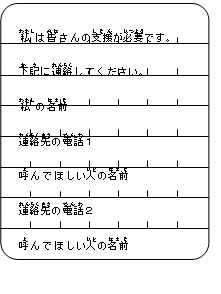 私は皆さんの支援が必要です。
下記に連絡してください。
私の名前
連絡先の電話1
呼んでほしい人の名前
連絡先の電話2
呼んでほしい人の名前